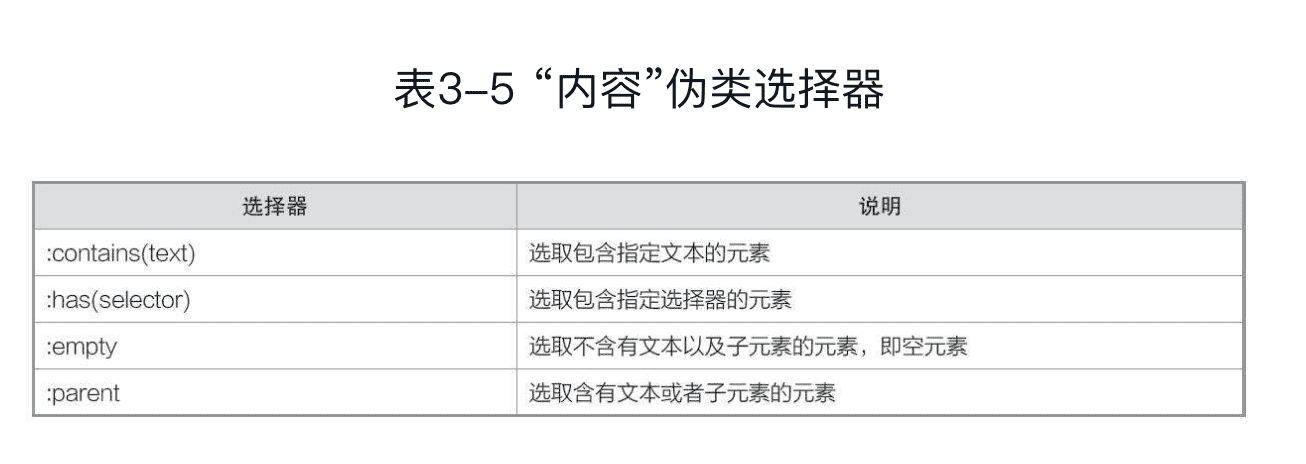 表3-5 “内容”伪类选择器
选择器 说明
:contains(text) 选取包含指定文本的元素
:has(selector) 选取包含指定选择器的元素
:empty 选取不含有文本以及子元素的元素，即空元素
:parent 选取含有文本或者子元素的元素